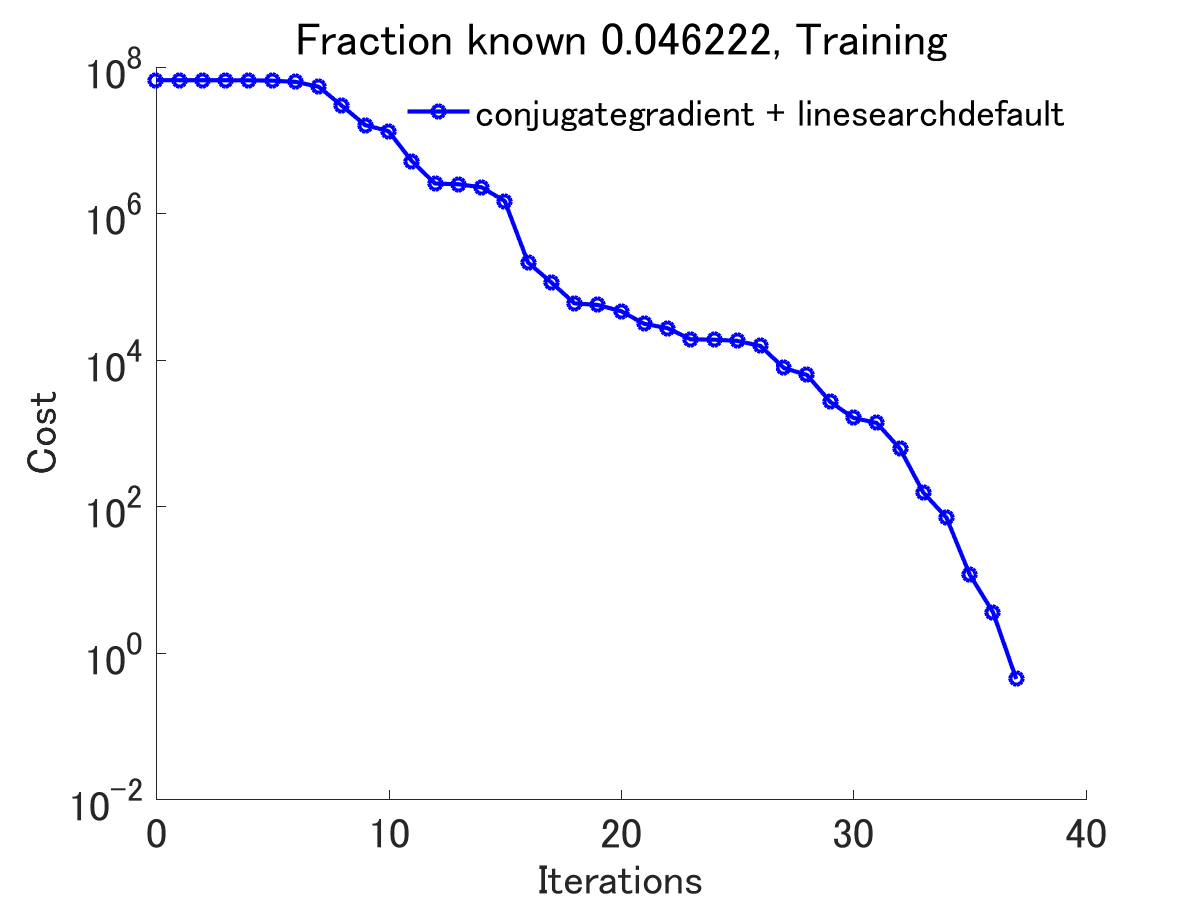 Fraction known 0.046222, Training
conjugategradient + linesearchdefault
10^8
10^6
10^4
10^2
10^0
10^-2
Cost
0 10 20 30 40
Iterations